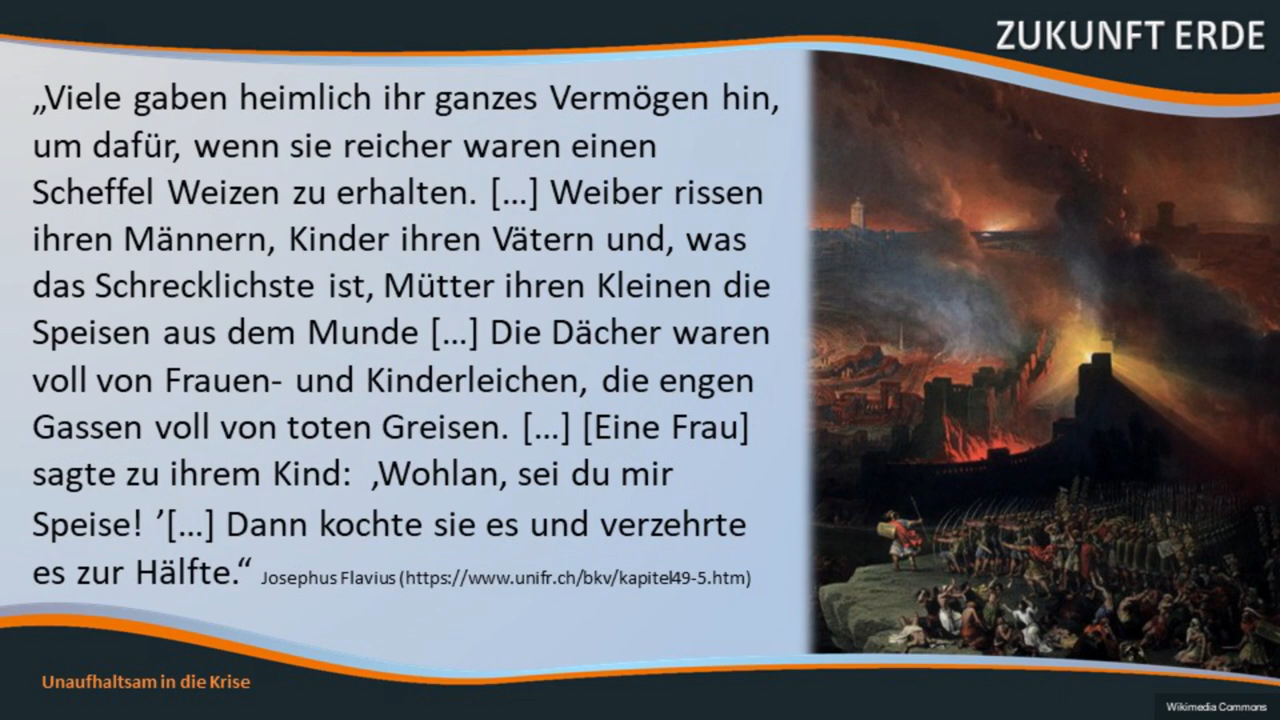 ZUKUNFT ERDE
„Viele gaben heimlich ihr ganzes Vermögen hin,
um dafür, wenn sie reicher waren einen
Scheffel Weizen zu erhalten. [...] Weiber rissen
ihren Männern, Kinder ihren Vätern und, was
das Schrecklichste ist, Mütter ihren Kleinen die
Speisen aus dem Munde [...] Die Dächer waren
voll von Frauen- und Kinderleichen, die engen
Gassen voll von toten Greisen. [...] [Eine Frau]
sagte zu ihrem Kind: ‚Wohlan, sei du mir
Speise! ’[...] Dann kochte sie es und verzehrte
es zur Hälfte.“ Josephus Flavius (https://www.unifr.ch/bkv/kapitel49-5.htm)
Unaufhaltsam in die Krise
Wikimedia Commons